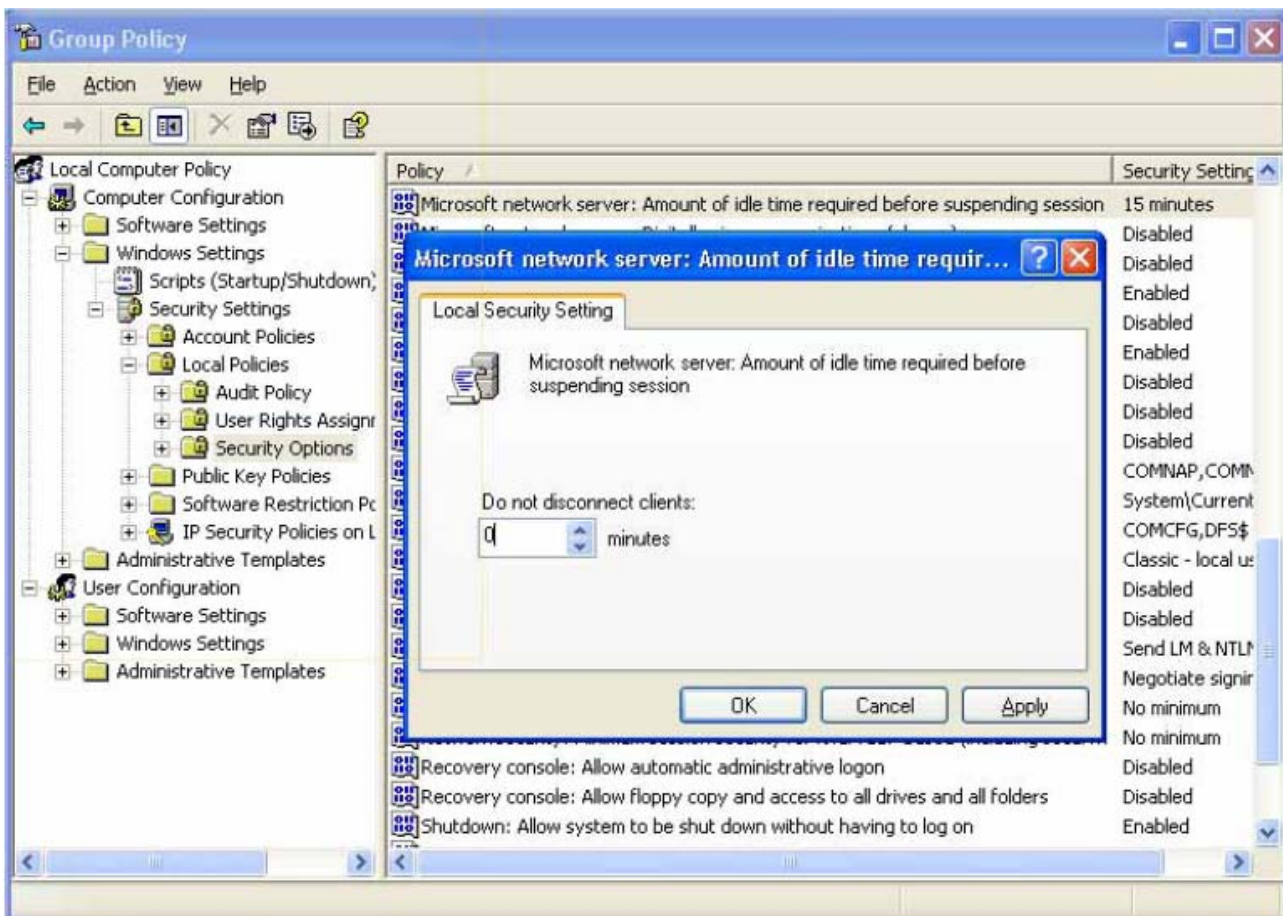 Group Policy
File Action View Help
Local Computer Policy
Computer Configuration
Software Settings
Windows Settings
Scripts (Startup/Shutdown)
Security Settings
Account Policies
Local Policies
Audit Policy
User Rights Assignr
Security Options
Public Key Policies
Software Restriction Pc
IP Security Policies on L
Administrative Templates
User Configuration
Software Settings
Windows Settings
Administrative Templates
Policy Security Setting
Microsoft network server: Amount of idle time required before suspending session 15 minutes
Disabled
Disabled
Enabled
Disabled
Enabled
Disabled
Disabled
Disabled
COMNAP,COMN
System\Current
COMCFG,DFS$
Classic - local us
Disabled
Disabled
Send LM & NTLM
Negotiate signin
No minimum
No minimum
Recovery console: Allow automatic administrative logon Disabled
Recovery console: Allow floppy copy and access to all drives and all folders Disabled
Shutdown: Allow system to be shut down without having to log on Enabled
Microsoft network server: Amount of idle time requir...
Local Security Setting
Microsoft network server: Amount of idle time required before
suspending session
Do not disconnect clients:
0 minutes
OK Cancel Apply